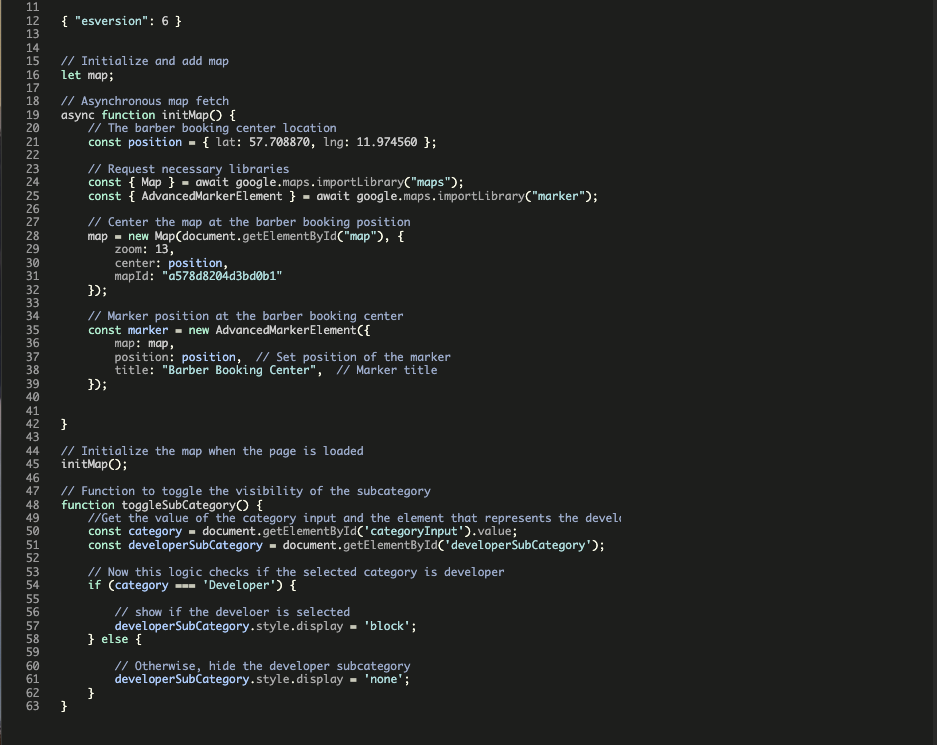 11
12 { "esversion": 6 }
13
14
15 // Initialize and add map
16 let map;
17
18 // Asynchronous map fetch
19 async function initMap() {
20 // The barber booking center location
21 const position = { lat: 57.708870, lng: 11.974560 };
22
23 // Request necessary libraries
24 const { Map } = await google.maps.importLibrary("maps");
25 const { AdvancedMarkerElement } = await google.maps.importLibrary("marker");
26
27 // Center the map at the barber booking position
28 map = new Map(document.getElementById("map"), {
29 zoom: 13,
30 center: position,
31 mapId: "a578d8204d3bd0b1"
32 });
33
34 // Marker position at the barber booking center
35 const marker = new AdvancedMarkerElement({
36 map: map,
37 position: position, // Set position of the marker
38 title: "Barber Booking Center", // Marker title
39 });
40
41
42 }
43
44 // Initialize the map when the page is loaded
45 initMap();
46
47 // Function to toggle the visibility of the subcategory
48 function toggleSubCategory() {
49 //Get the value of the category input and the element that represents the devel
50 const category = document.getElementById('categoryInput').value;
51 const developerSubCategory = document.getElementById('developerSubCategory');
52
53 // Now this logic checks if the selected category is developer
54 if (category === 'Developer') {
55
56 // show if the develoer is selected
57 developerSubCategory.style.display = 'block';
58 } else {
59
60 // Otherwise, hide the developer subcategory
61 developerSubCategory.style.display = 'none';
62 }
63 }